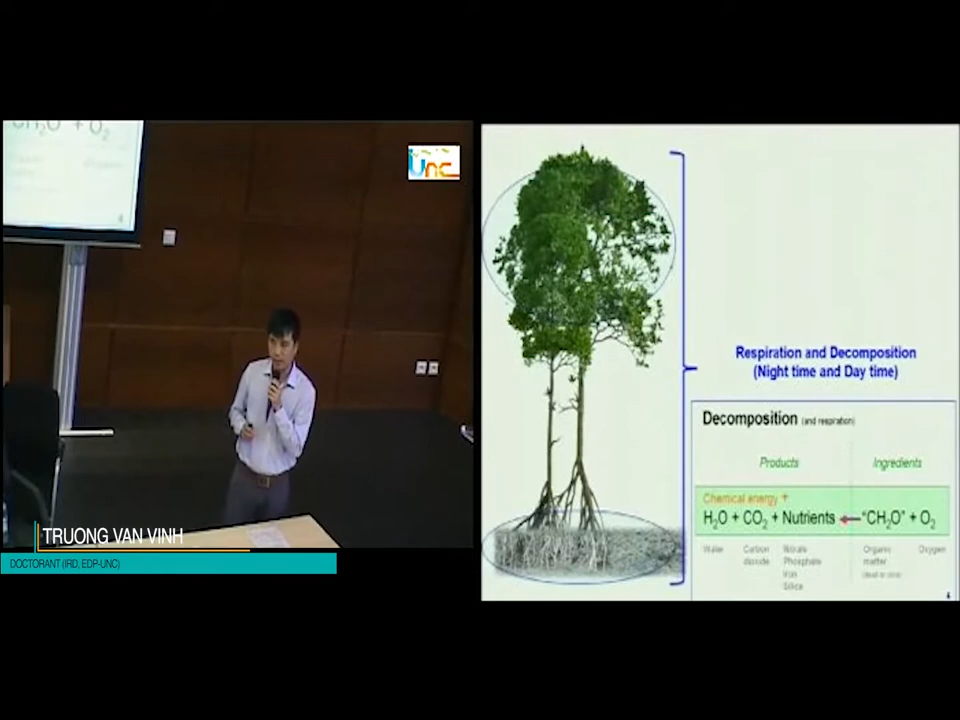 CH2O" + O2
Unc
TRUONG VAN VINH
DOCTORANT (IRD, EDP-UNC)
Respiration and Decomposition
(Night time and Day time)
Decomposition (and respiration)
Products Ingredients
Chemical energy +
H2O + CO2 + Nutrients "CH2O" + O2
Water Carbon dioxide Nitrate Phosphate Iron Silica Organic matter Oxygen